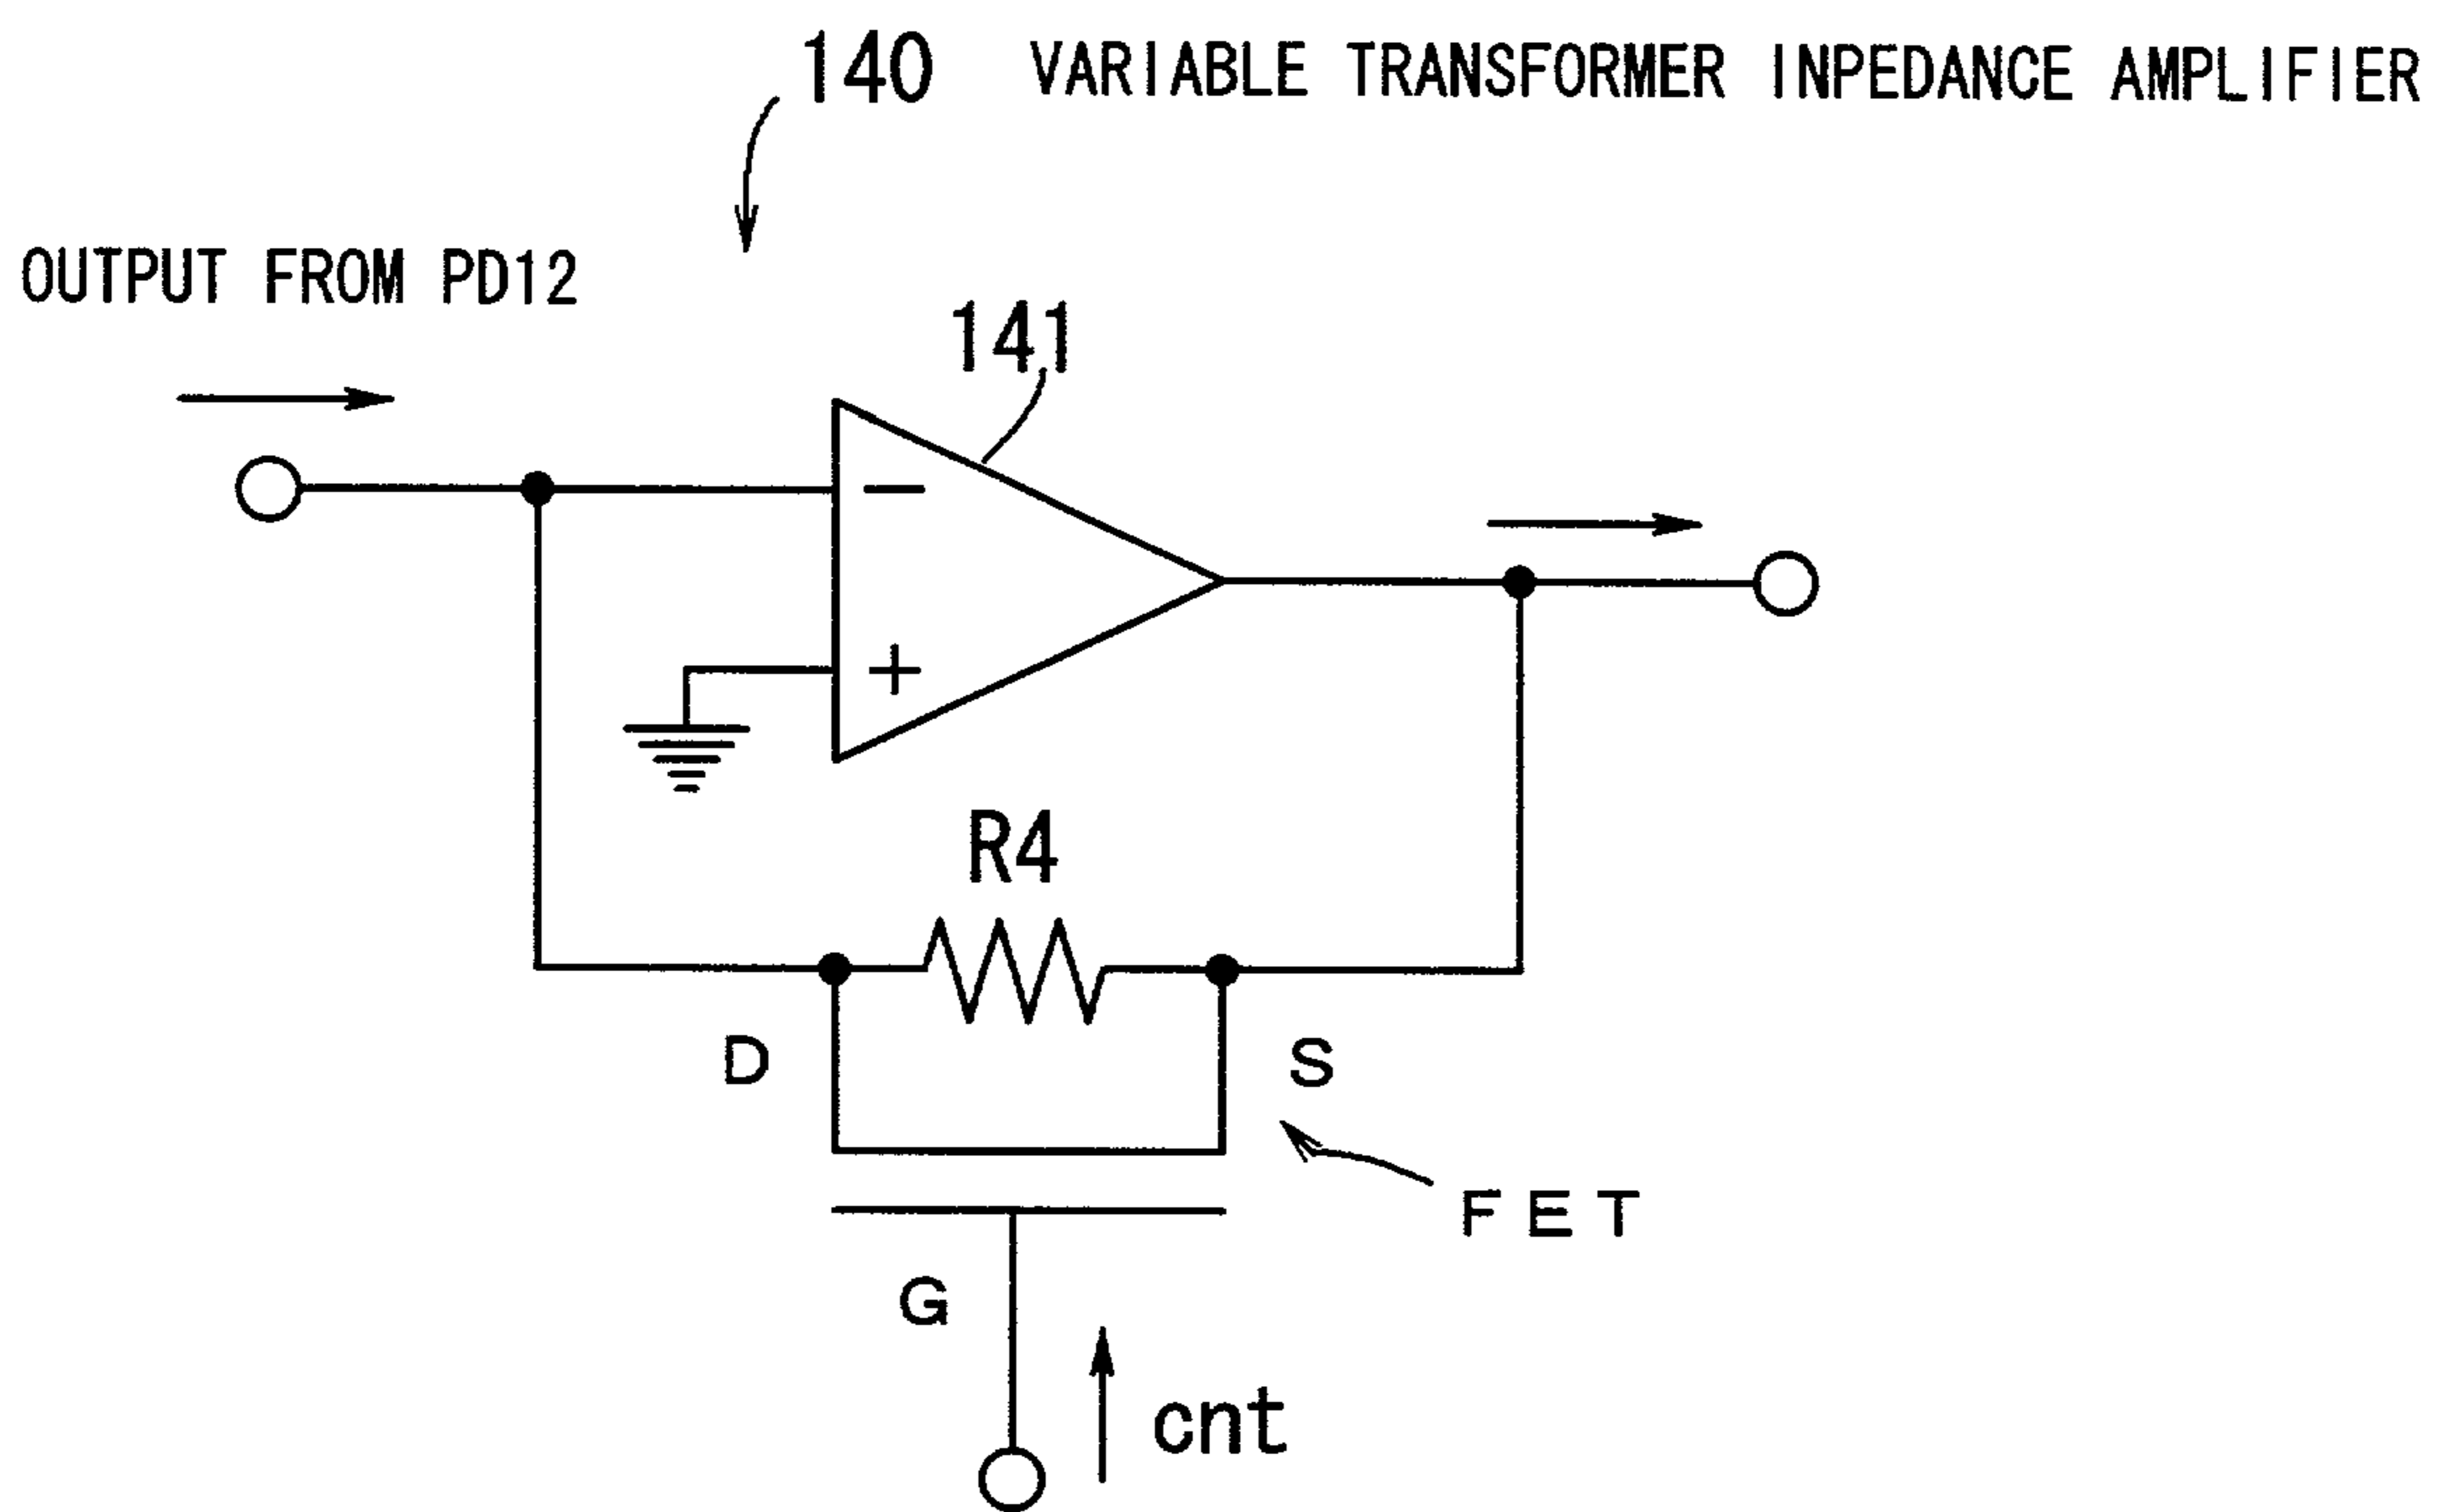 140 VARIABLE TRANSFORMER INPEDANCE AMPLIFIER
OUTPUT FROM PD12
141
−
+
R4
D
S
FET
G
cnt